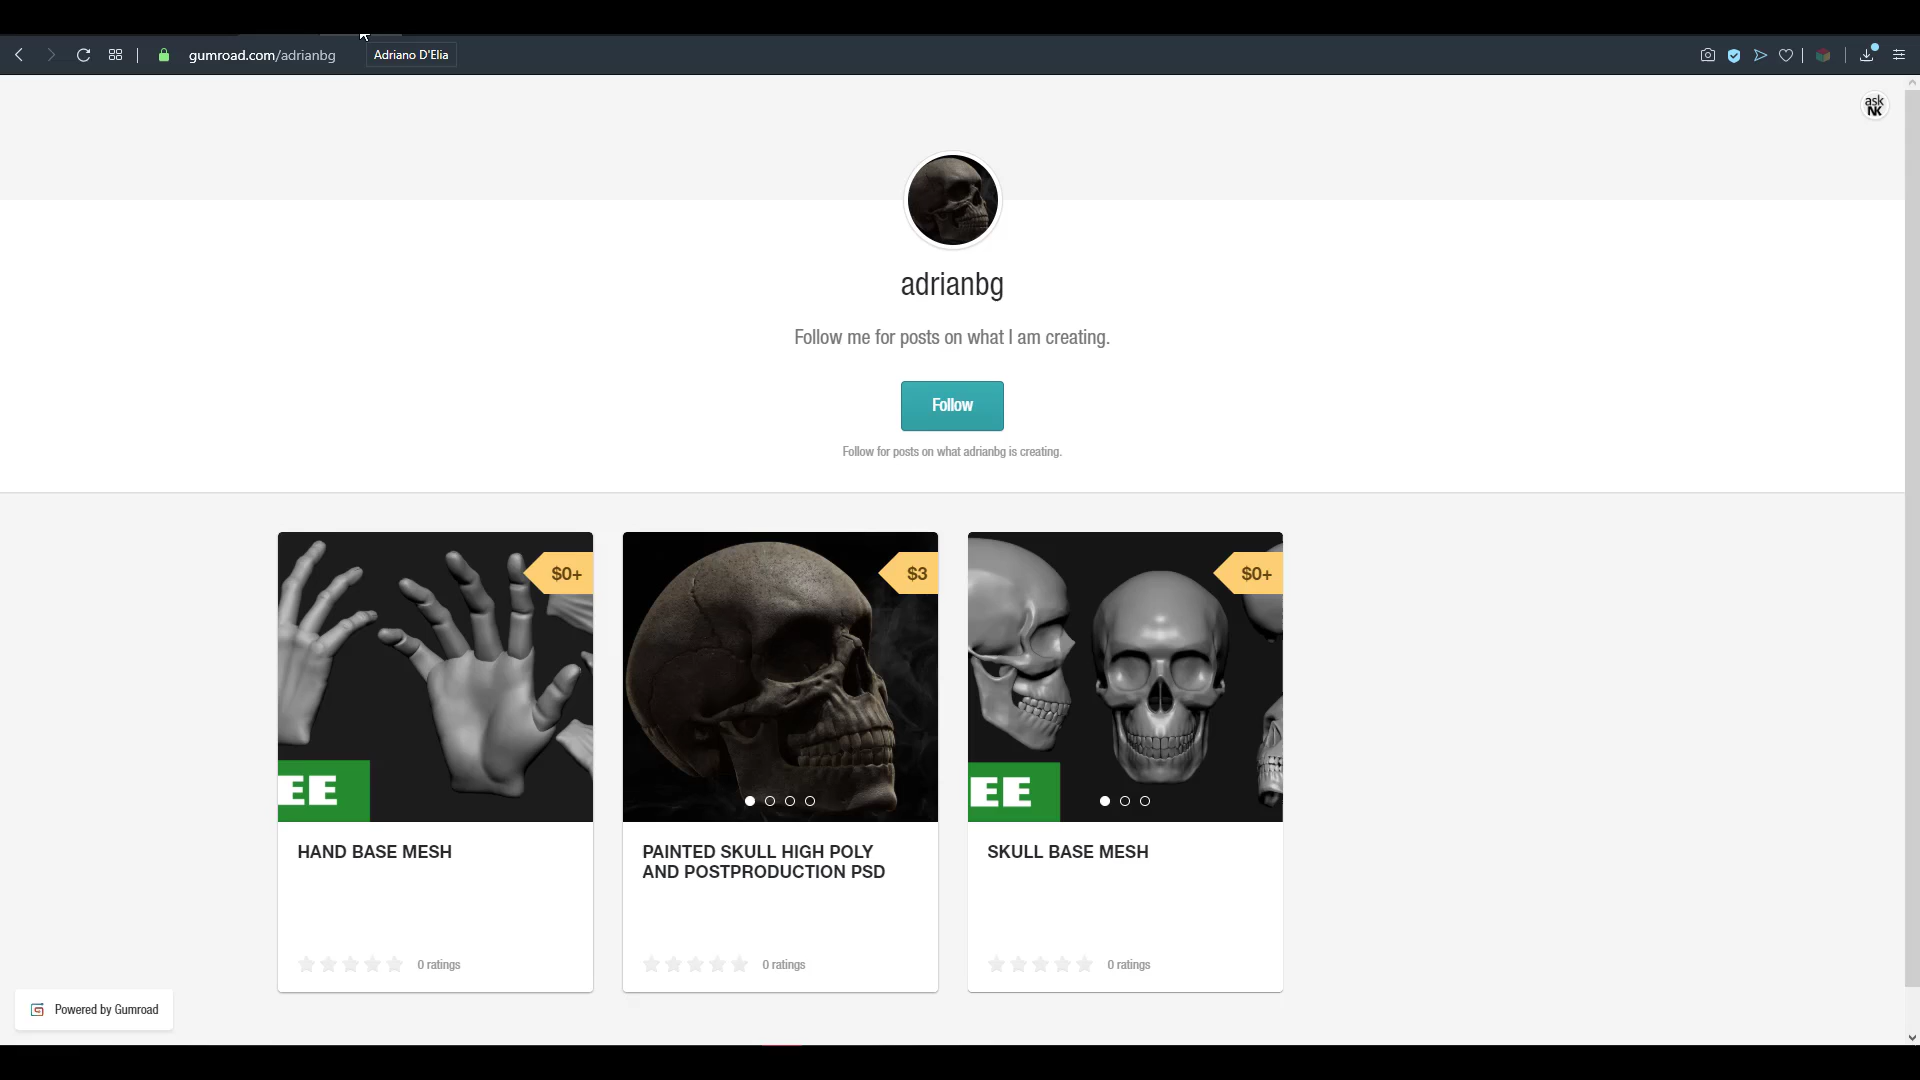 gumroad.com/adrianbg
Adriano D'Elia
ask
NK
adrianbg
Follow me for posts on what I am creating.
Follow
Follow for posts on what adrianbg is creating.
$0+
$3
$0+
EE
EE
HAND BASE MESH
PAINTED SKULL HIGH POLY
AND POSTPRODUCTION PSD
SKULL BASE MESH
0 ratings
0 ratings
0 ratings
Powered by Gumroad